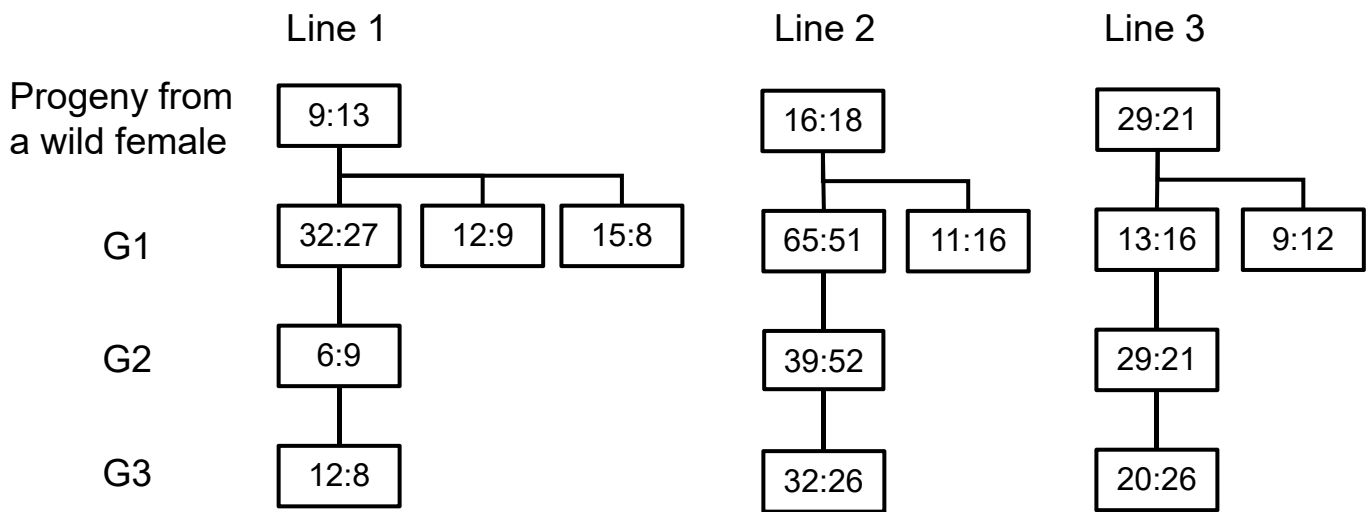 Line 1 Line 2 Line 3
Progeny from
a wild female
9:13 16:18 29:21
G1 32:27 12:9 15:8 65:51 11:16 13:16 9:12
G2 6:9 39:52 29:21
G3 12:8 32:26 20:26